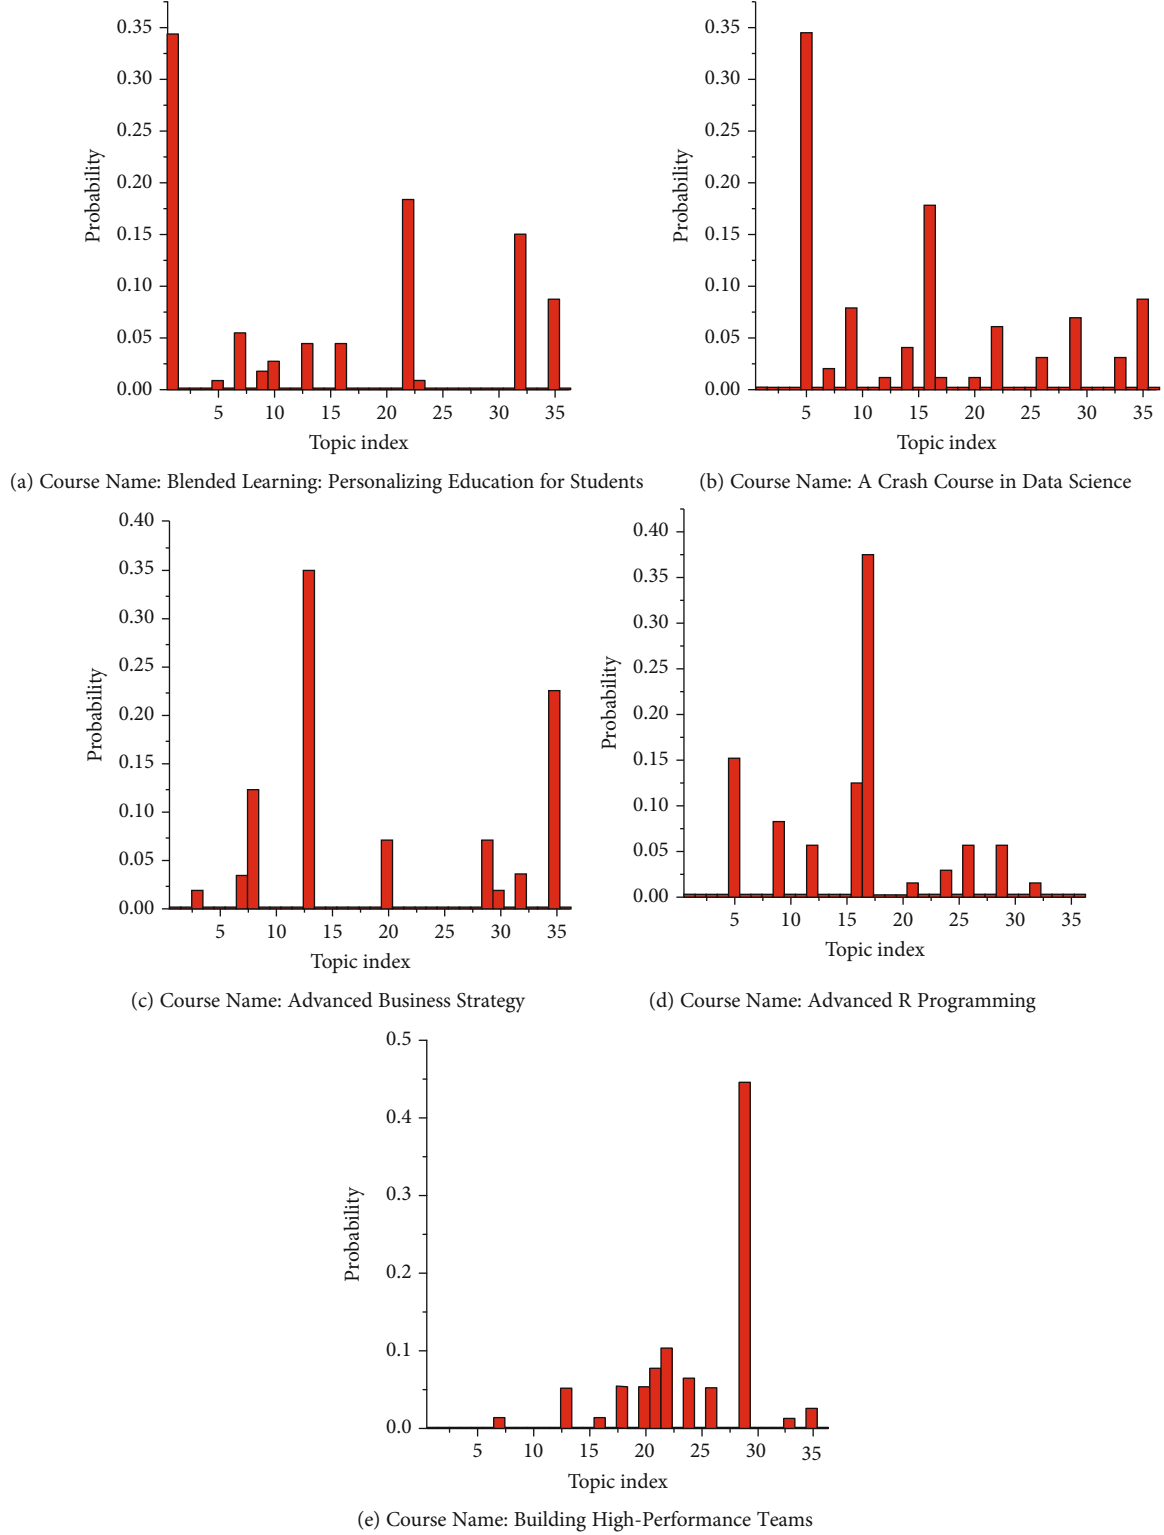 0.35
0.30
0.25
0.20
0.15
0.10
0.05
0.00
Probability
5 10 15 20 25 30 35
Topic index
(a) Course Name: Blended Learning: Personalizing Education for Students
0.35
0.30
0.25
0.20
0.15
0.10
0.05
0.00
Probability
5 10 15 20 25 30 35
Topic index
(b) Course Name: A Crash Course in Data Science
0.40
0.35
0.30
0.25
0.20
0.15
0.10
0.05
0.00
Probability
5 10 15 20 25 30 35
Topic index
(c) Course Name: Advanced Business Strategy
0.40
0.35
0.30
0.25
0.20
0.15
0.10
0.05
0.00
Probability
5 10 15 20 25 30 35
Topic index
(d) Course Name: Advanced R Programming
0.5
0.4
0.3
0.2
0.1
0.0
Probability
5 10 15 20 25 30 35
Topic index
(e) Course Name: Building High-Performance Teams